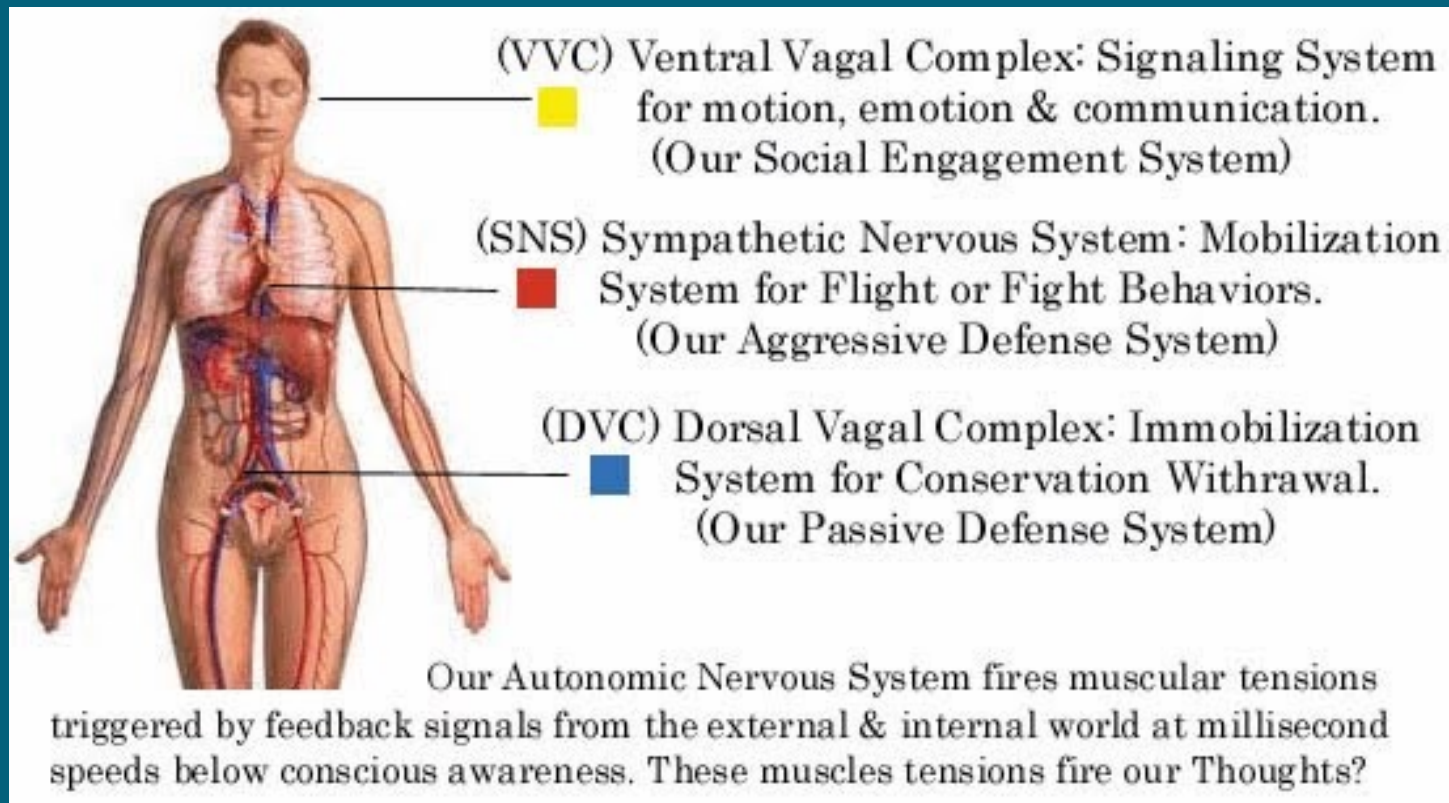 (VVC) Ventral Vagal Complex: Signaling System
for motion, emotion & communication.
(Our Social Engagement System)
(SNS) Sympathetic Nervous System: Mobilization
System for Flight or Fight Behaviors.
(Our Aggressive Defense System)
(DVC) Dorsal Vagal Complex: Immobilization
System for Conservation Withrawal.
(Our Passive Defense System)
Our Autonomic Nervous System fires muscular tensions
triggered by feedback signals from the external & internal world at millisecond
speeds below conscious awareness. These muscles tensions fire our Thoughts?